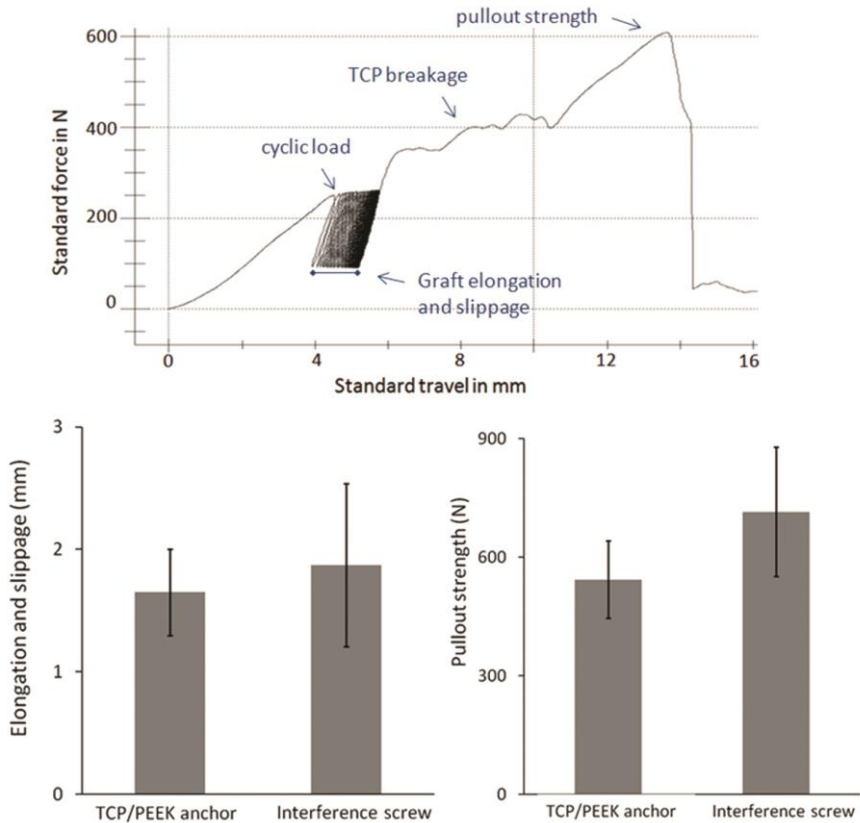 pullout strength
600
TCP breakage
400
cyclic load
200
Graft elongation
and slippage
0
Standard force in N
0 4 8 12 16
Standard travel in mm
3
2
1
0
Elongation and slippage (mm)
TCP/PEEK anchor Interference screw
900
600
300
0
Pullout strength (N)
TCP/PEEK anchor Interference screw